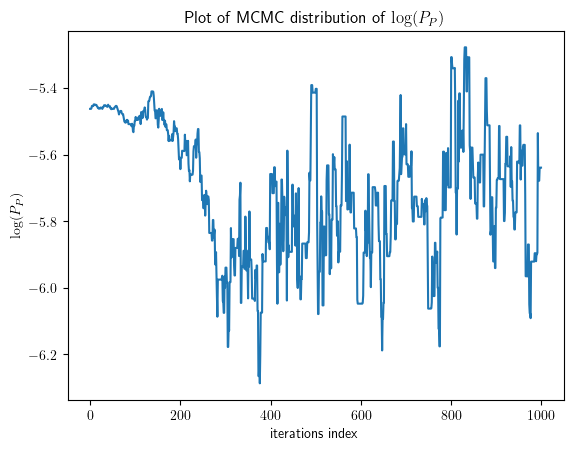 Plot of MCMC distribution of log(P_P)
−5.4
−5.6
−5.8
−6.0
−6.2
log(P_P)
0 200 400 600 800 1000
iterations index